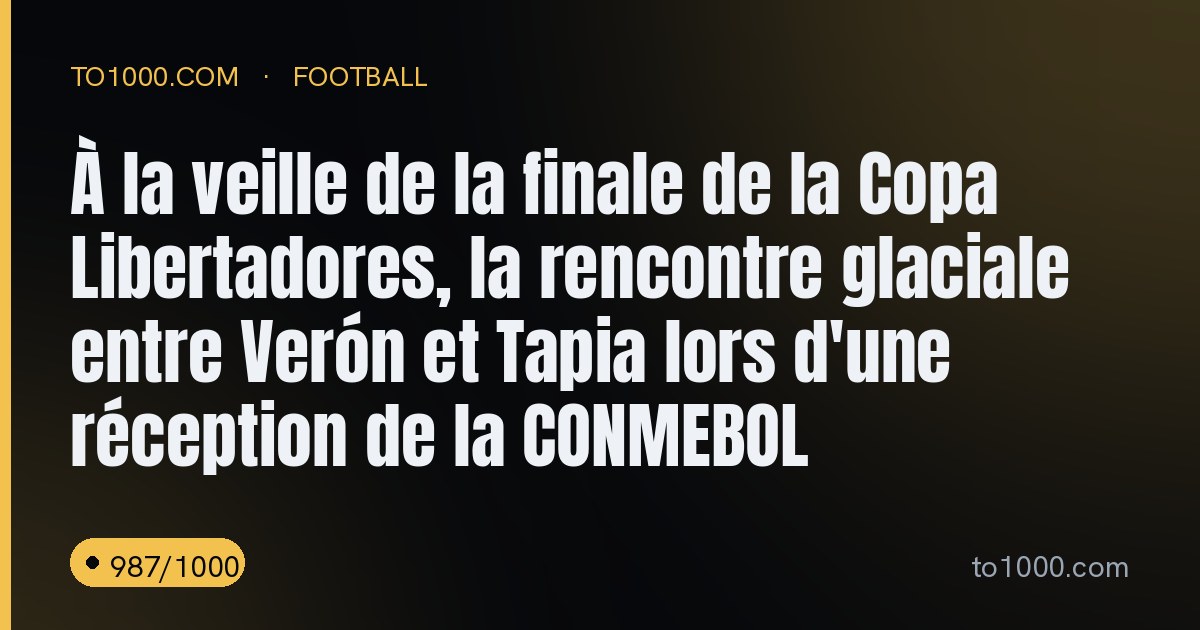 TO1000.COM · FOOTBALL
À la veille de la finale de la Copa
Libertadores, la rencontre glaciale
entre Verón et Tapia lors d'une
réception de la CONMEBOL
987/1000
to1000.com